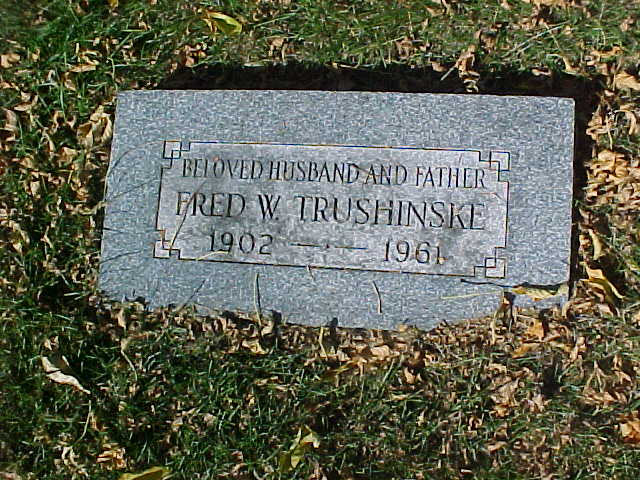 BELOVED HUSBAND AND FATHER
FRED W. TRUSHINSKE
1902 — · — 1961